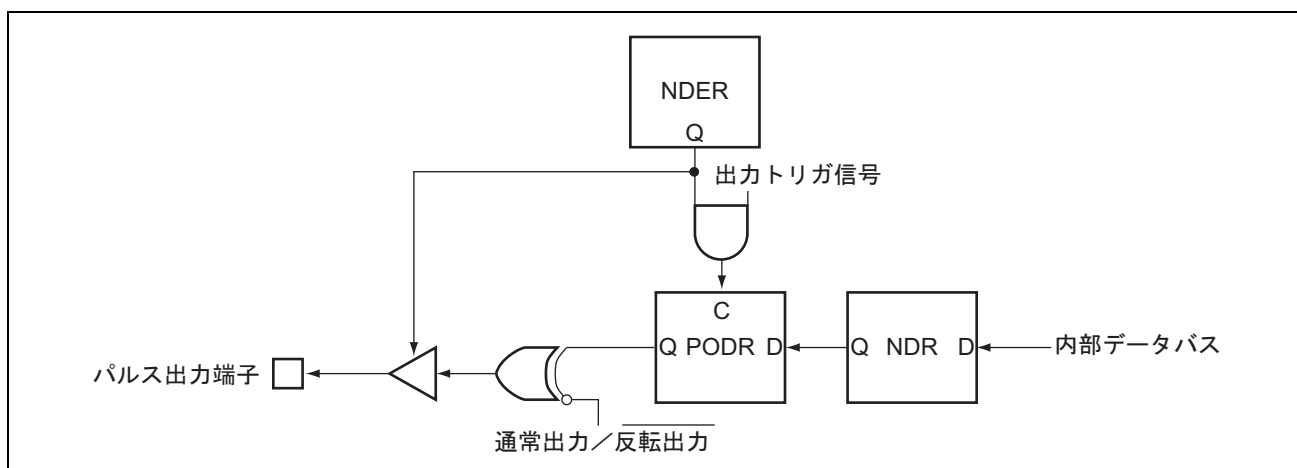 NDER
Q
出力トリガ信号
C
Q PODR D
Q NDR D
内部データバス
パルス出力端子
通常出力／反転出力